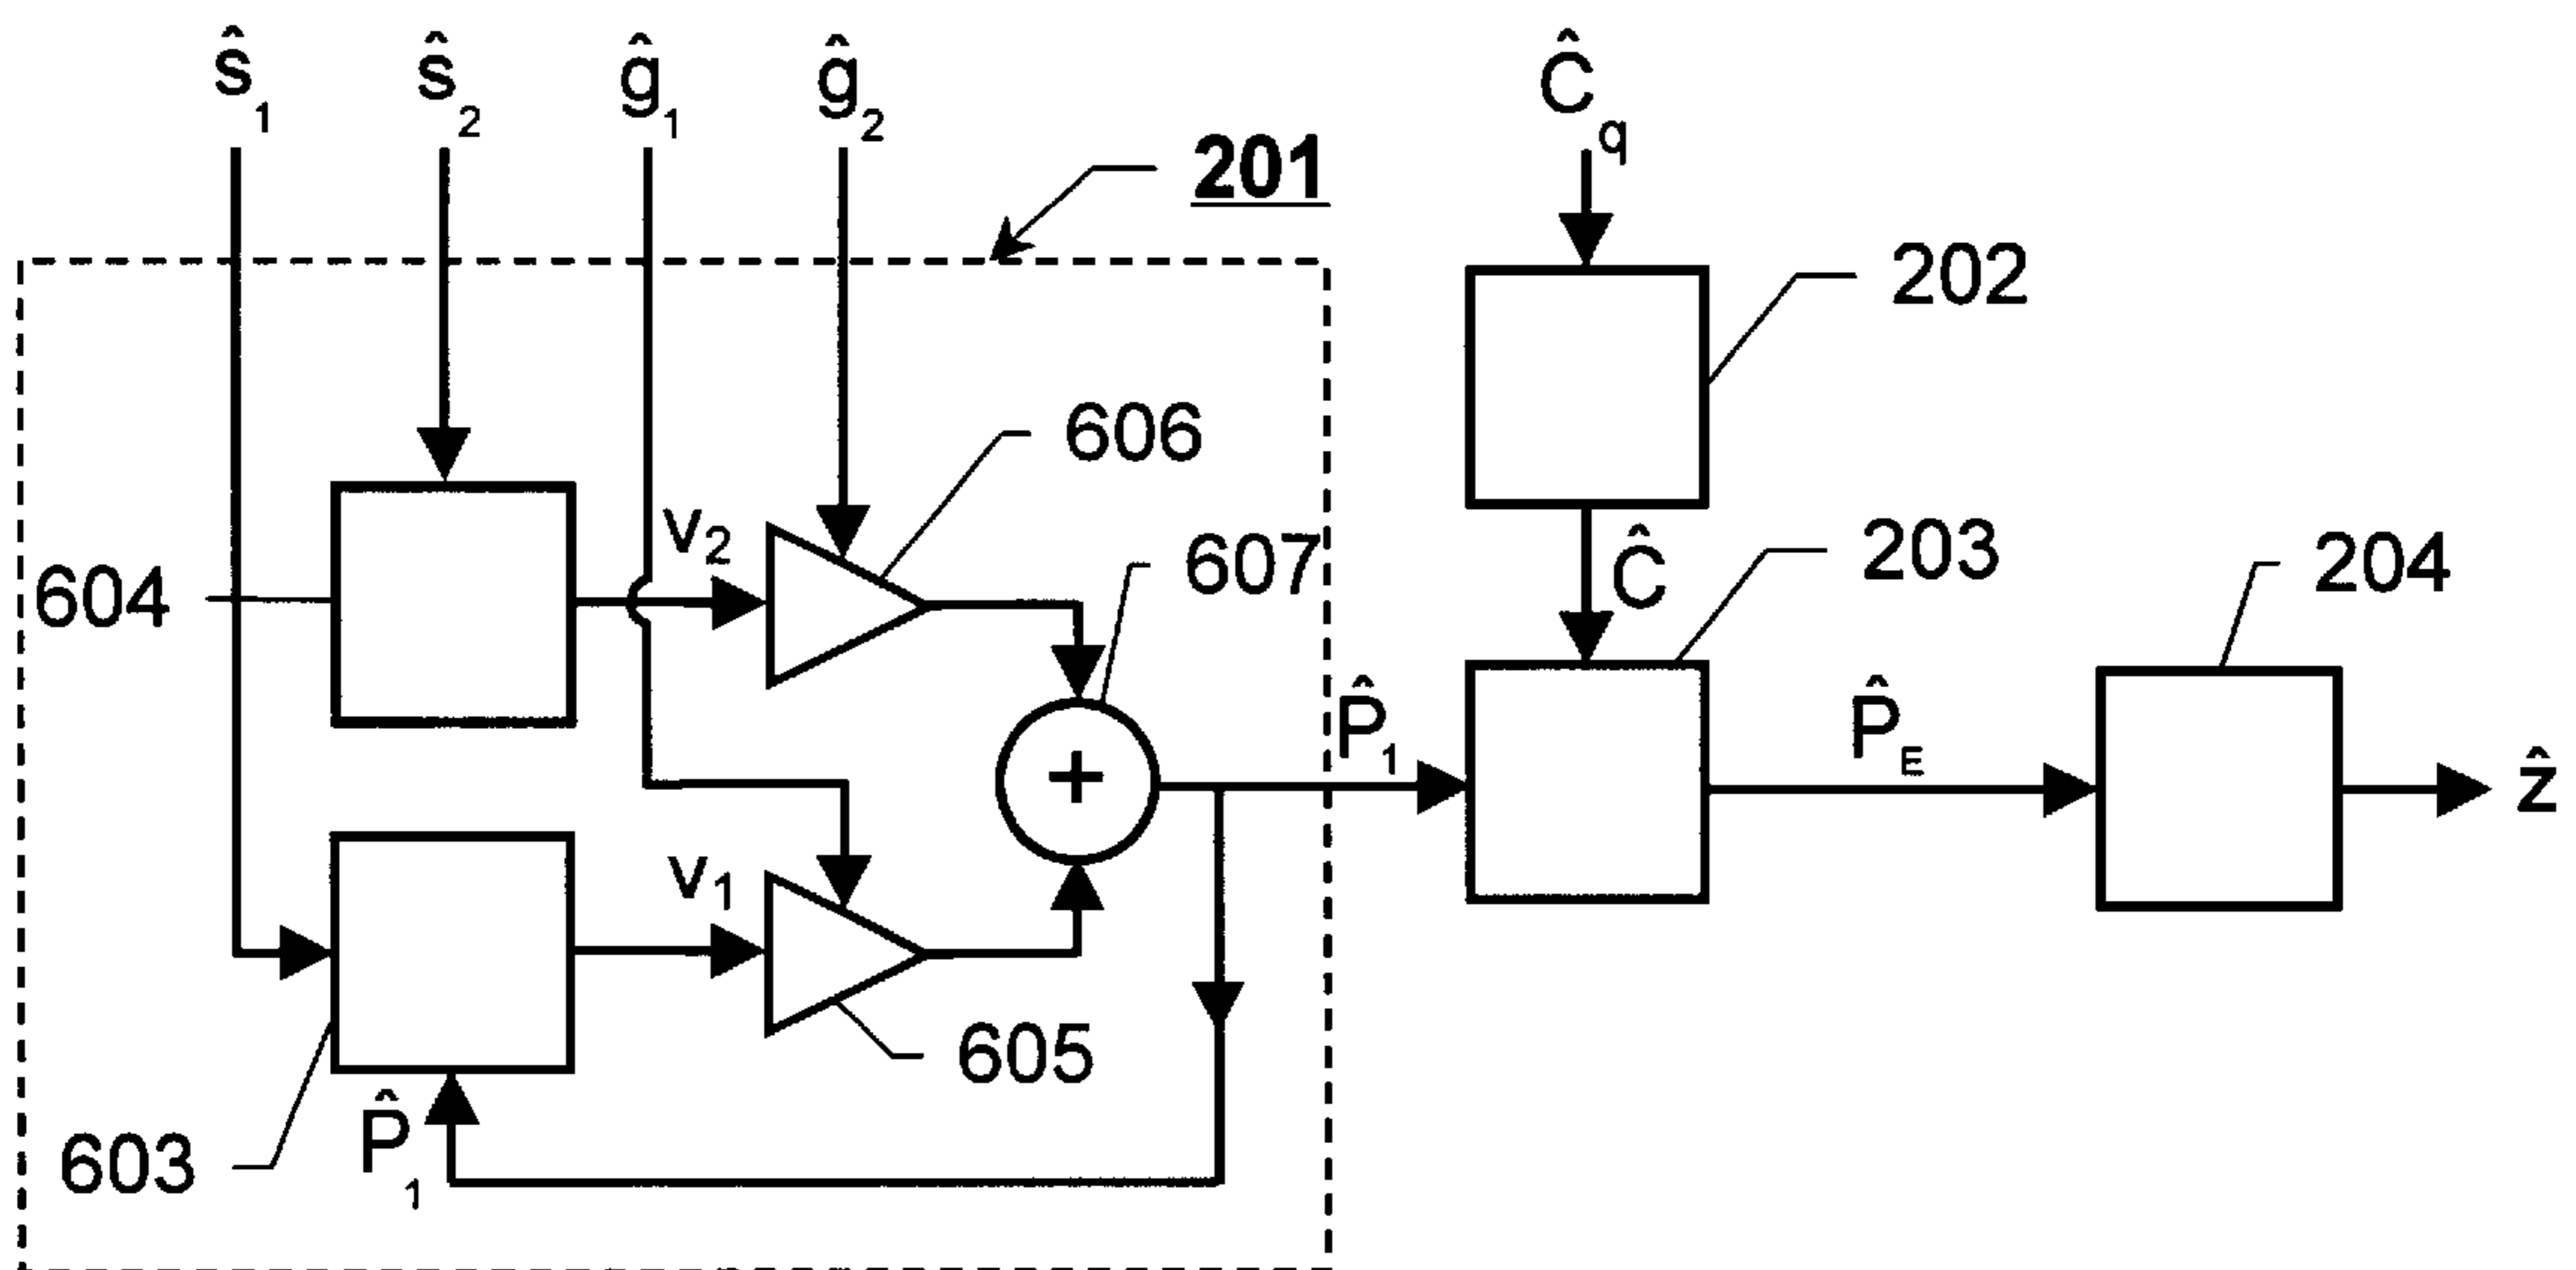 ŝ₁ ŝ₂ ĝ₁ ĝ₂ Ĉq
201
202
606
v₂ 607 203 204
604 Ĉ
P̂₁ P̂E
+
ẑ
v₁
605
P̂₁
603